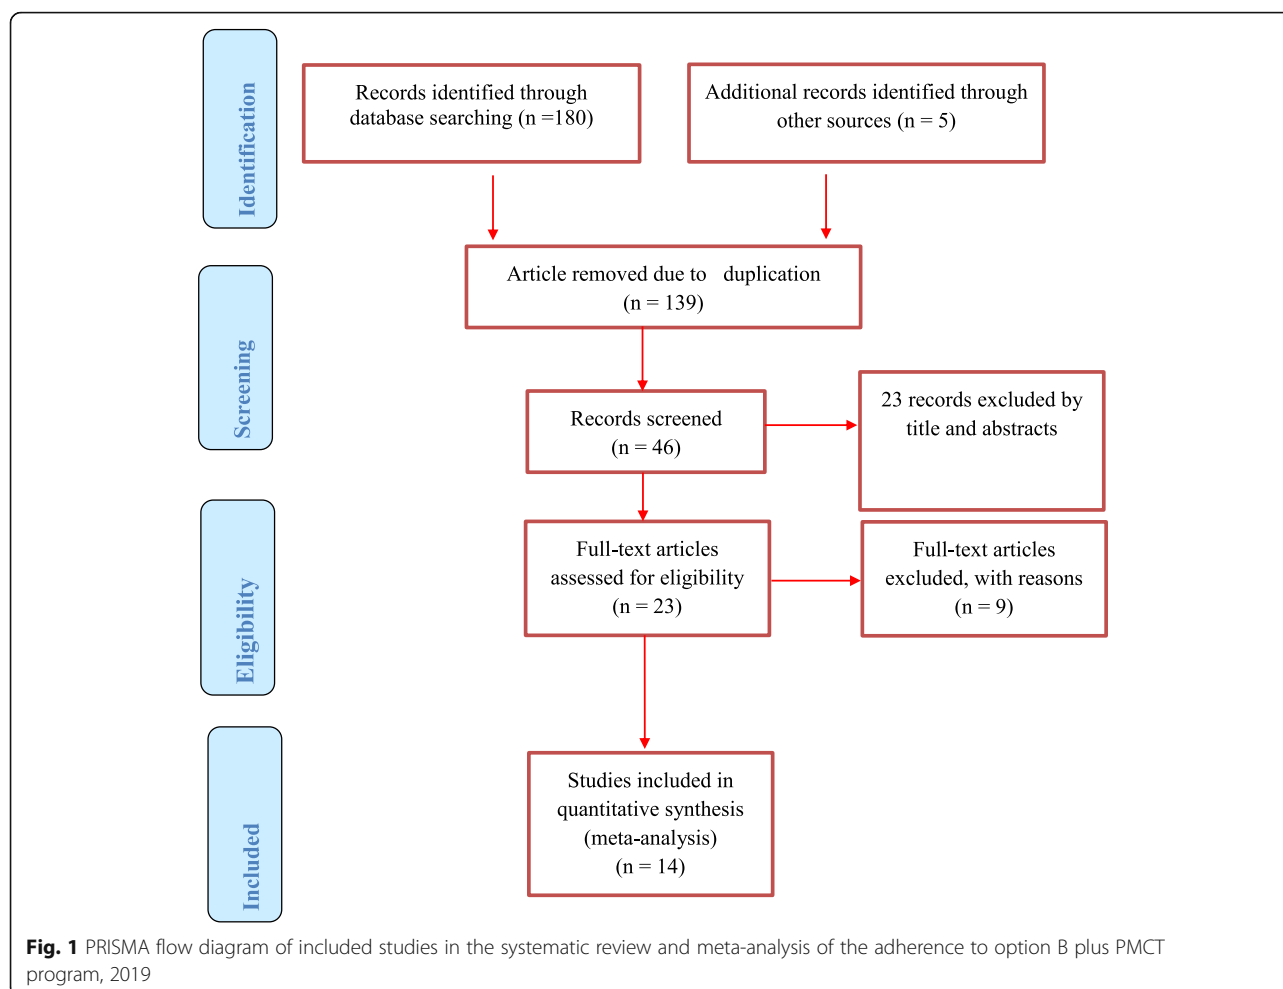 Identification
Records identified through
database searching (n =180)
Additional records identified through
other sources (n = 5)
Article removed due to duplication
(n = 139)
Screening
Records screened
(n = 46)
23 records excluded by
title and abstracts
Eligibility
Full-text articles
assessed for eligibility
(n = 23)
Full-text articles
excluded, with reasons
(n = 9)
Included
Studies included in
quantitative synthesis
(meta-analysis)
(n = 14)
Fig. 1 PRISMA flow diagram of included studies in the systematic review and meta-analysis of the adherence to option B plus PMCT
program, 2019